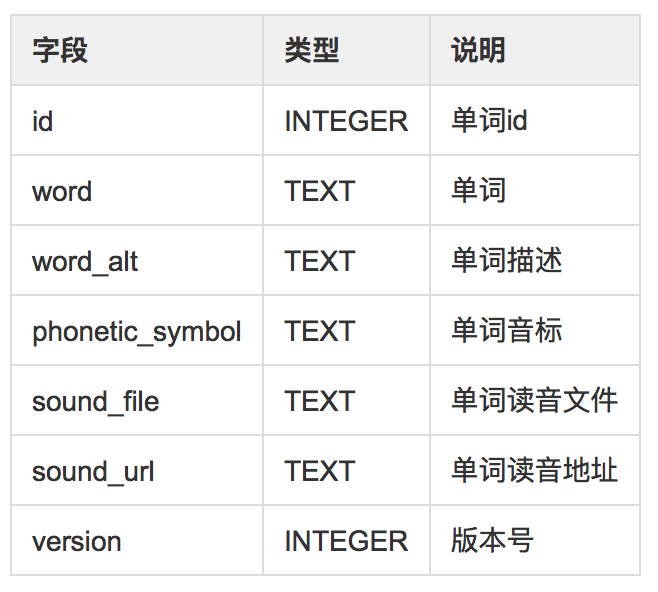 字段 类型 说明
id INTEGER 单词id
word TEXT 单词
word_alt TEXT 单词描述
phonetic_symbol TEXT 单词音标
sound_file TEXT 单词读音文件
sound_url TEXT 单词读音地址
version INTEGER 版本号